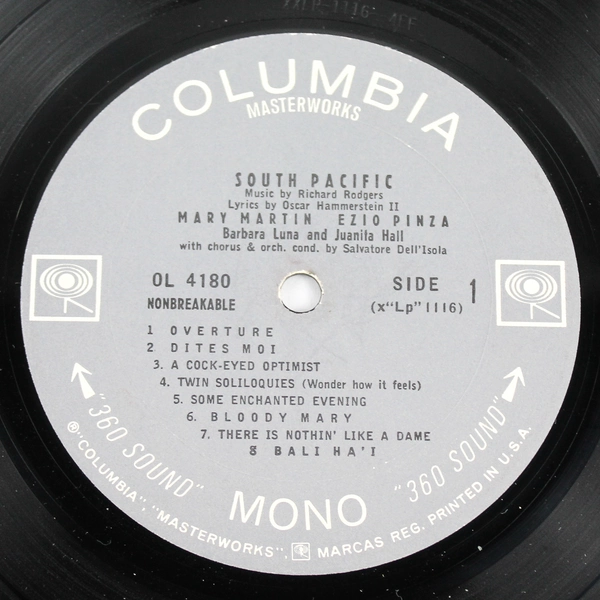 COLUMBIA
MASTERWORKS
SOUTH PACIFIC
Music by Richard Rodgers
Lyrics by Oscar Hammerstein II
MARY MARTIN EZIO PINZA
Barbara Luna and Juanita Hall
with chorus & orch. cond. by Salvatore Dell'Isola
OL 4180 SIDE 1
NONBREAKABLE (x"Lp" 1116)
1 OVERTURE
2 DITES MOI
3. A COCK-EYED OPTIMIST
4. TWIN SOLILOQUIES (Wonder how it feels)
5. SOME ENCHANTED EVENING
6. BLOODY MARY
7. THERE IS NOTHIN' LIKE A DAME
8 BALI HA'I
"360 SOUND" MONO "360 SOUND"
®"COLUMBIA", "MASTERWORKS", MARCAS REG. PRINTED IN U.S.A.